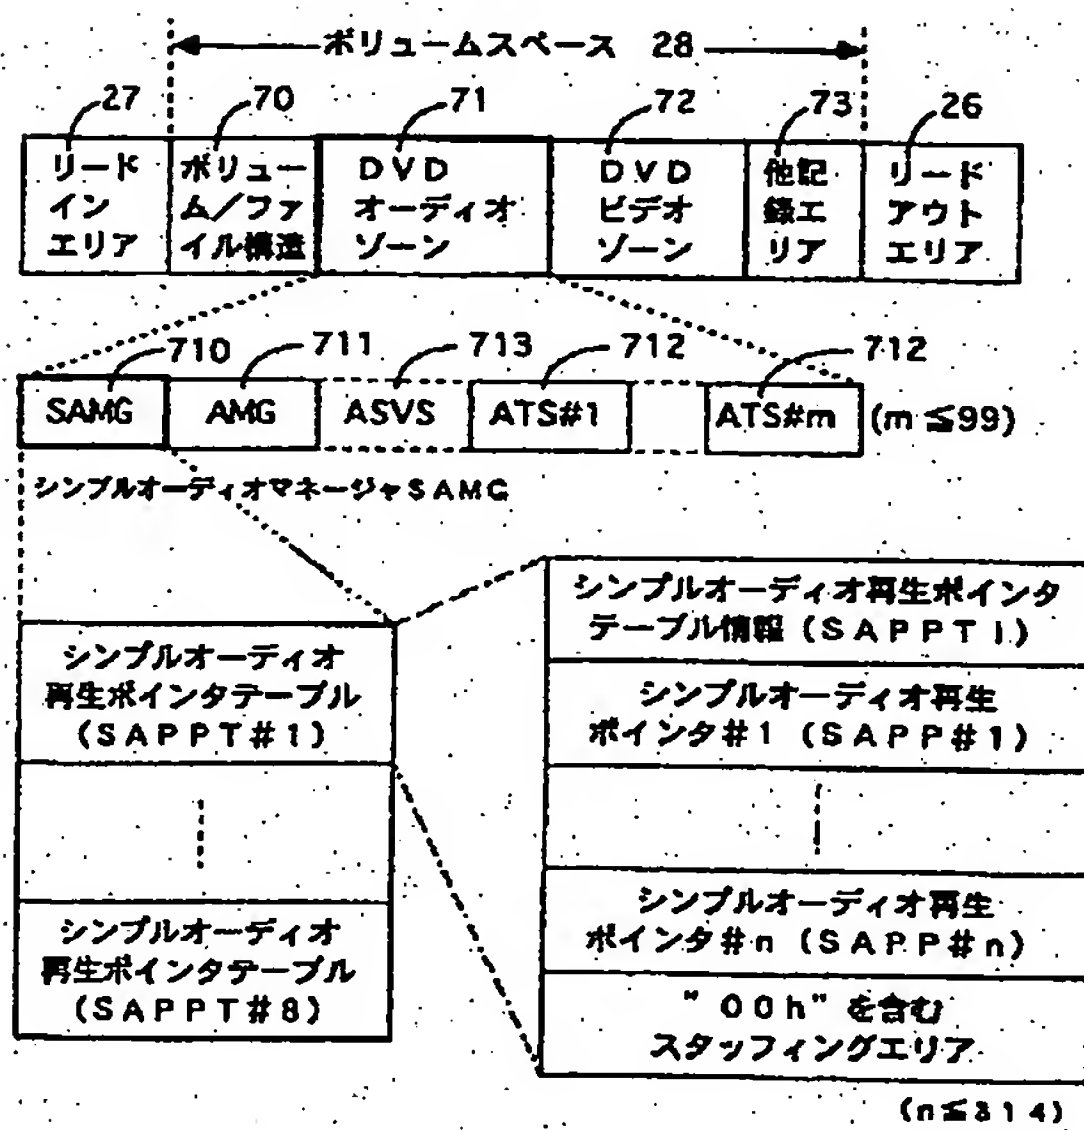 ボリュームスペース 28
27
70
71
72
73
26
リード
イン
エリア
ボリュー
ム/ファ
イル構造
DVD
オーディオ
ゾーン
DVD
ビデオ
ゾーン
他記
録エ
リア
リード
アウト
エリア
710
711
713
712
712
SAMG
AMG
ASVS
ATS#1
ATS#m
(m≦99)
シンプルオーディオマネージャSAMG
シンプルオーディオ
再生ポインタテーブル
(SAPPT#1)
シンプルオーディオ
再生ポインタテーブル
(SAPPT#8)
シンプルオーディオ再生ポインタ
テーブル情報(SAPPTI)
シンプルオーディオ再生
ポインタ#1(SAPP#1)
シンプルオーディオ再生
ポインタ#n(SAPP#n)
"00h"を含む
スタッフィングエリア
(n≦314)